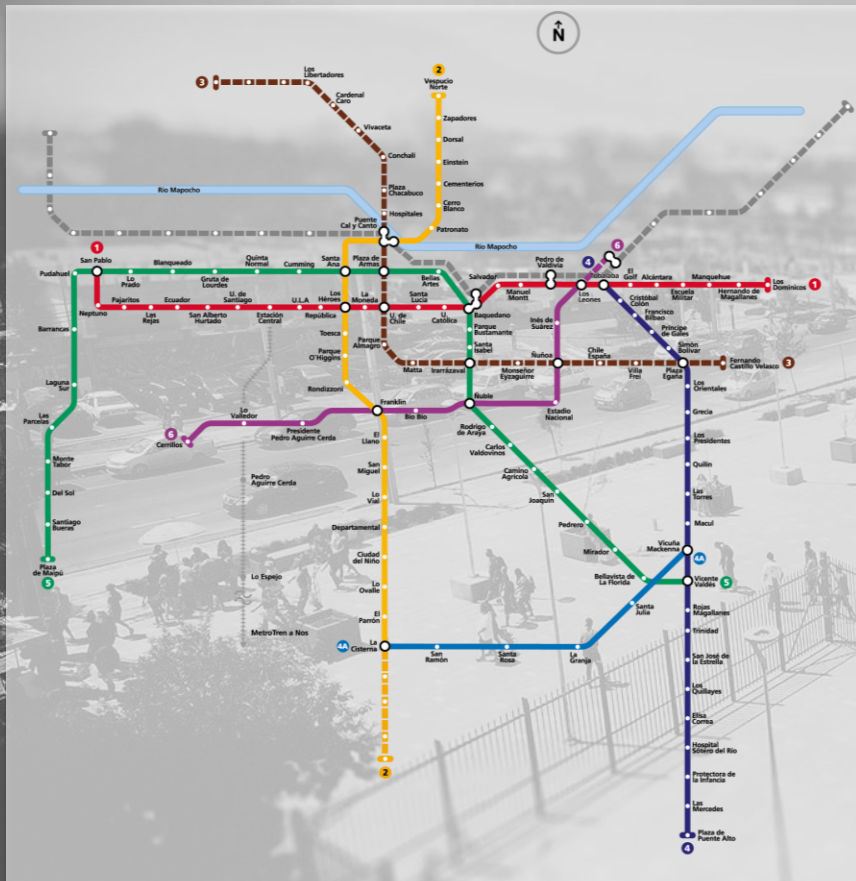 N
3
Los
Libertadores
Cardenal
Caro
Vivaceta
Conchalí
Plaza
Chacabuco
Hospitales
Puente
Cal y Canto
2
Vespucio
Norte
Zapadores
Dorsal
Einstein
Cementerios
Cerro
Blanco
Patronato
Río Mapocho
Río Mapocho
1
San Pablo
Pudahuel
Lo
Prado
Blanqueado
Gruta de
Lourdes
Quinta
Normal
Cumming
Santa
Ana
Plaza de
Armas
Bellas
Artes
Salvador
Pedro de
Valdivia
4
6
Tobalaba
El
Golf
Alcántara
Manquehue
Los
Dominicos
1
Neptuno
Pajaritos
Las
Rejas
Ecuador
San Alberto
Hurtado
U. de
Santiago
Estación
Central
U.L.A
República
Los
Héroes
La
Moneda
U. de
Chile
Santa
Lucía
U.
Católica
Baquedano
Manuel
Montt
Los
Leones
Cristóbal
Colón
Escuela
Militar
Hernando de
Magallanes
Francisco
Bilbao
Príncipe
de Gales
Simón
Bolívar
Barrancas
Laguna
Sur
Las
Parcelas
Monte
Tabor
Del Sol
Santiago
Bueras
Plaza
de Maipú
5
Toesca
Parque
O'Higgins
Rondizzoni
Parque
Almagro
Matta
Irarrázaval
Parque
Bustamante
Santa
Isabel
Monseñor
Eyzaguirre
Inés de
Suárez
Ñuñoa
Chile
España
Villa
Frei
Plaza
Egaña
Fernando
Castillo Velasco
3
6
Cerrillos
Lo
Valledor
Presidente
Pedro Aguirre Cerda
Franklin
Bío Bío
Ñuble
Estadio
Nacional
Pedro
Aguirre Cerda
Lo Espejo
MetroTren a Nos
El
Llano
San
Miguel
Lo
Vial
Departamental
Ciudad
del Niño
Lo
Ovalle
El
Parrón
4A
La
Cisterna
2
Rodrigo
de Araya
Carlos
Valdovinos
Camino
Agrícola
San
Joaquín
Pedrero
Mirador
Bellavista de
La Florida
San
Ramón
Santa
Rosa
La
Granja
Santa
Julia
Los
Orientales
Grecia
Los
Presidentes
Quilín
Las
Torres
Macul
Vicuña
Mackenna
4A
Vicente
Valdés
5
Rojas
Magallanes
Trinidad
San José de
la Estrella
Los
Quillayes
Elisa
Correa
Hospital
Sótero del Río
Protectora de
la Infancia
Las
Mercedes
Plaza de
Puente Alto
4